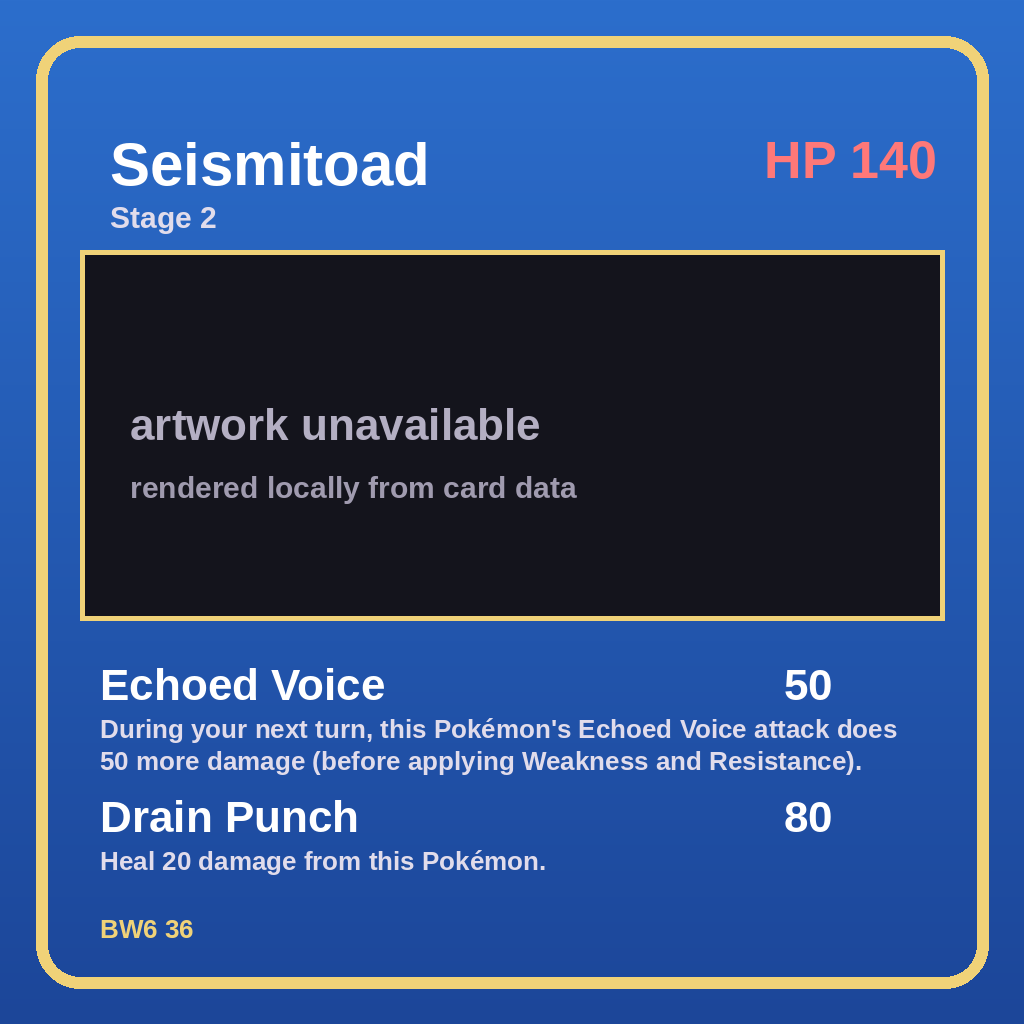 Seismitoad
HP 140
Stage 2
artwork unavailable
rendered locally from card data
Echoed Voice
50
During your next turn, this Pokémon's Echoed Voice attack does
50 more damage (before applying Weakness and Resistance).
Drain Punch
80
Heal 20 damage from this Pokémon.
BW6 36